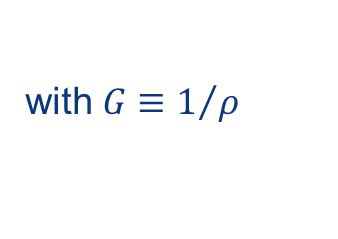 with G ≡ 1/ρ